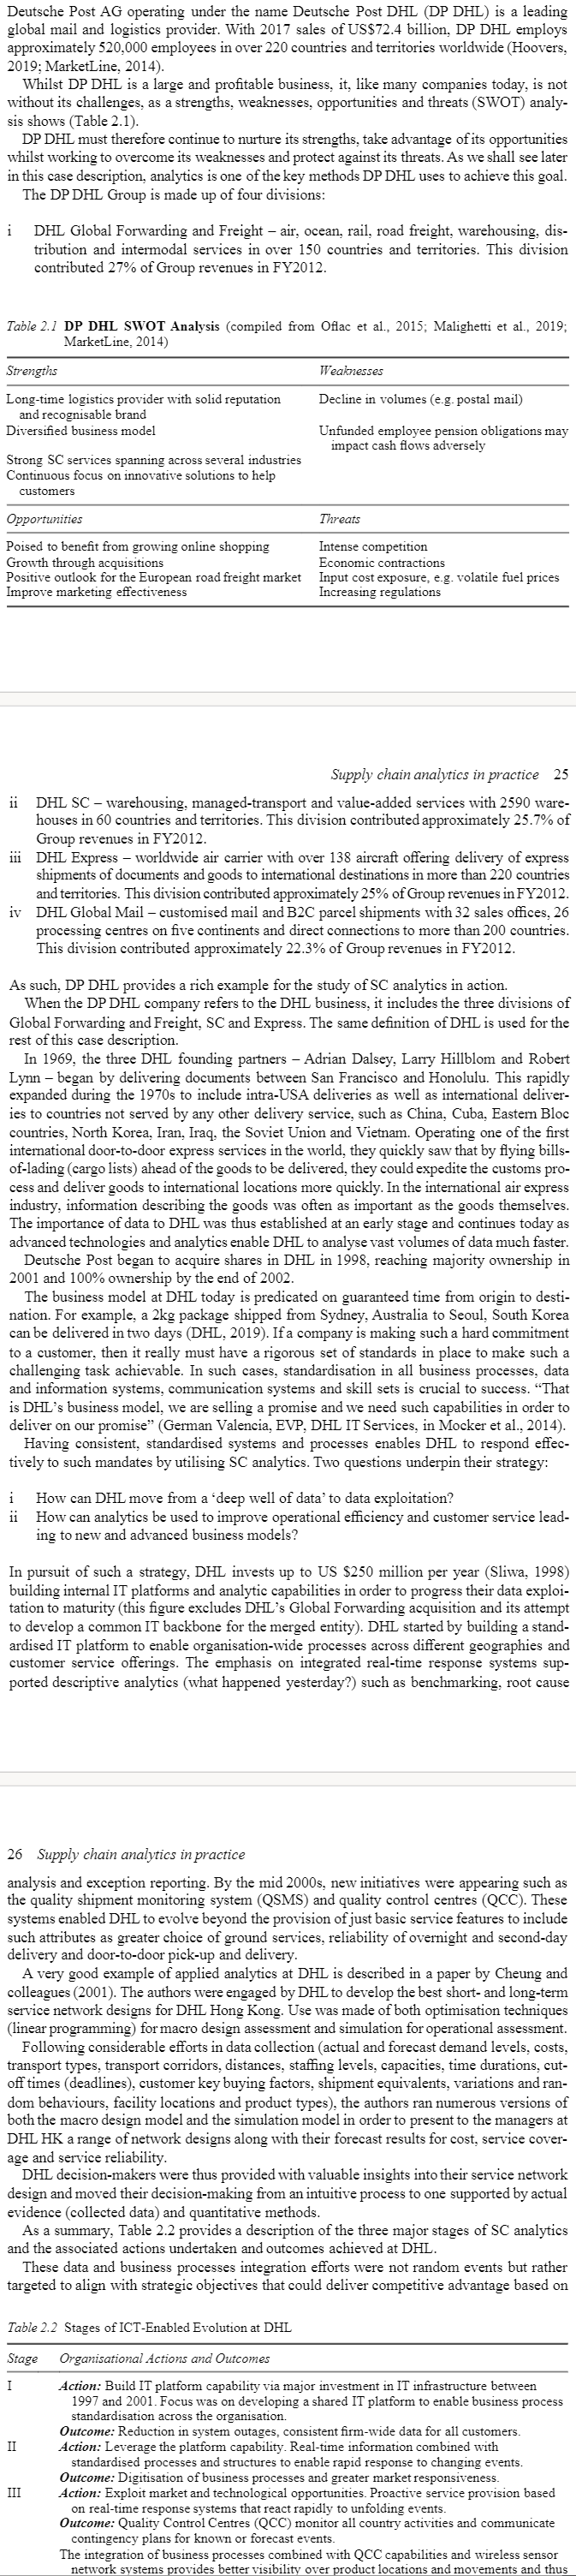 Deutsche Post AG operating under the name Deutsche Post DHL (DP DHL) is a leading
global mail and logistics provider. With 2017 sales of US$72.4 billion, DP DHL employs
approximately 520,000 employees in over 220 countries and territories worldwide (Hoovers,
2019; MarketLine, 2014).
Whilst DP DHL is a large and profitable business, it, like many companies today, is not
without its challenges, as a strengths, weaknesses, opportunities and threats (SWOT) analy-
sis shows (Table 2.1).
DP DHL must therefore continue to nurture its strengths, take advantage of its opportunities
whilst working to overcome its weaknesses and protect against its threats. As we shall see later
in this case description, analytics is one of the key methods DP DHL uses to achieve this goal.
The DP DHL Group is made up of four divisions:
i DHL Global Forwarding and Freight – air, ocean, rail, road freight, warehousing, dis-
tribution and intermodal services in over 150 countries and territories. This division
contributed 27% of Group revenues in FY2012.
Table 2.1 DP DHL SWOT Analysis (compiled from Oflac et al., 2015; Malighetti et al., 2019;
MarketLine, 2014)
Strengths Weaknesses
Long-time logistics provider with solid reputation Decline in volumes (e.g. postal mail)
and recognisable brand
Diversified business model Unfunded employee pension obligations may
impact cash flows adversely
Strong SC services spanning across several industries
Continuous focus on innovative solutions to help
customers
Opportunities Threats
Poised to benefit from growing online shopping Intense competition
Growth through acquisitions Economic contractions
Positive outlook for the European road freight market Input cost exposure, e.g. volatile fuel prices
Improve marketing effectiveness Increasing regulations
Supply chain analytics in practice 25
ii DHL SC – warehousing, managed-transport and value-added services with 2590 ware-
houses in 60 countries and territories. This division contributed approximately 25.7% of
Group revenues in FY2012.
iii DHL Express – worldwide air carrier with over 138 aircraft offering delivery of express
shipments of documents and goods to international destinations in more than 220 countries
and territories. This division contributed approximately 25% of Group revenues in FY2012.
iv DHL Global Mail – customised mail and B2C parcel shipments with 32 sales offices, 26
processing centres on five continents and direct connections to more than 200 countries.
This division contributed approximately 22.3% of Group revenues in FY2012.
As such, DP DHL provides a rich example for the study of SC analytics in action.
When the DP DHL company refers to the DHL business, it includes the three divisions of
Global Forwarding and Freight, SC and Express. The same definition of DHL is used for the
rest of this case description.
In 1969, the three DHL founding partners – Adrian Dalsey, Larry Hillblom and Robert
Lynn – began by delivering documents between San Francisco and Honolulu. This rapidly
expanded during the 1970s to include intra-USA deliveries as well as international deliver-
ies to countries not served by any other delivery service, such as China, Cuba, Eastern Bloc
countries, North Korea, Iran, Iraq, the Soviet Union and Vietnam. Operating one of the first
international door-to-door express services in the world, they quickly saw that by flying bills-
of-lading (cargo lists) ahead of the goods to be delivered, they could expedite the customs pro-
cess and deliver goods to international locations more quickly. In the international air express
industry, information describing the goods was often as important as the goods themselves.
The importance of data to DHL was thus established at an early stage and continues today as
advanced technologies and analytics enable DHL to analyse vast volumes of data much faster.
Deutsche Post began to acquire shares in DHL in 1998, reaching majority ownership in
2001 and 100% ownership by the end of 2002.
The business model at DHL today is predicated on guaranteed time from origin to desti-
nation. For example, a 2kg package shipped from Sydney, Australia to Seoul, South Korea
can be delivered in two days (DHL, 2019). If a company is making such a hard commitment
to a customer, then it really must have a rigorous set of standards in place to make such a
challenging task achievable. In such cases, standardisation in all business processes, data
and information systems, communication systems and skill sets is crucial to success. “That
is DHL’s business model, we are selling a promise and we need such capabilities in order to
deliver on our promise” (German Valencia, EVP, DHL IT Services, in Mocker et al., 2014).
Having consistent, standardised systems and processes enables DHL to respond effec-
tively to such mandates by utilising SC analytics. Two questions underpin their strategy:
i How can DHL move from a ‘deep well of data’ to data exploitation?
ii How can analytics be used to improve operational efficiency and customer service lead-
ing to new and advanced business models?
In pursuit of such a strategy, DHL invests up to US $250 million per year (Sliwa, 1998)
building internal IT platforms and analytic capabilities in order to progress their data exploi-
tation to maturity (this figure excludes DHL’s Global Forwarding acquisition and its attempt
to develop a common IT backbone for the merged entity). DHL started by building a stand-
ardised IT platform to enable organisation-wide processes across different geographies and
customer service offerings. The emphasis on integrated real-time response systems sup-
ported descriptive analytics (what happened yesterday?) such as benchmarking, root cause
26 Supply chain analytics in practice
analysis and exception reporting. By the mid 2000s, new initiatives were appearing such as
the quality shipment monitoring system (QSMS) and quality control centres (QCC). These
systems enabled DHL to evolve beyond the provision of just basic service features to include
such attributes as greater choice of ground services, reliability of overnight and second-day
delivery and door-to-door pick-up and delivery.
A very good example of applied analytics at DHL is described in a paper by Cheung and
colleagues (2001). The authors were engaged by DHL to develop the best short- and long-term
service network designs for DHL Hong Kong. Use was made of both optimisation techniques
(linear programming) for macro design assessment and simulation for operational assessment.
Following considerable efforts in data collection (actual and forecast demand levels, costs,
transport types, transport corridors, distances, staffing levels, capacities, time durations, cut-
off times (deadlines), customer key buying factors, shipment equivalents, variations and ran-
dom behaviours, facility locations and product types), the authors ran numerous versions of
both the macro design model and the simulation model in order to present to the managers at
DHL HK a range of network designs along with their forecast results for cost, service cover-
age and service reliability.
DHL decision-makers were thus provided with valuable insights into their service network
design and moved their decision-making from an intuitive process to one supported by actual
evidence (collected data) and quantitative methods.
As a summary, Table 2.2 provides a description of the three major stages of SC analytics
and the associated actions undertaken and outcomes achieved at DHL.
These data and business processes integration efforts were not random events but rather
targeted to align with strategic objectives that could deliver competitive advantage based on
Table 2.2 Stages of ICT-Enabled Evolution at DHL
Stage Organisational Actions and Outcomes
I Action: Build IT platform capability via major investment in IT infrastructure between
1997 and 2001. Focus was on developing a shared IT platform to enable business process
standardisation across the organisation.
Outcome: Reduction in system outages, consistent firm-wide data for all customers.
II Action: Leverage the platform capability. Real-time information combined with
standardised processes and structures to enable rapid response to changing events.
Outcome: Digitisation of business processes and greater market responsiveness.
III Action: Exploit market and technological opportunities. Proactive service provision based
on real-time response systems that react rapidly to unfolding events.
Outcome: Quality Control Centres (QCC) monitor all country activities and communicate
contingency plans for known or forecast events.
The integration of business processes combined with QCC capabilities and wireless sensor
network systems provides better visibility over product locations and movements and thus